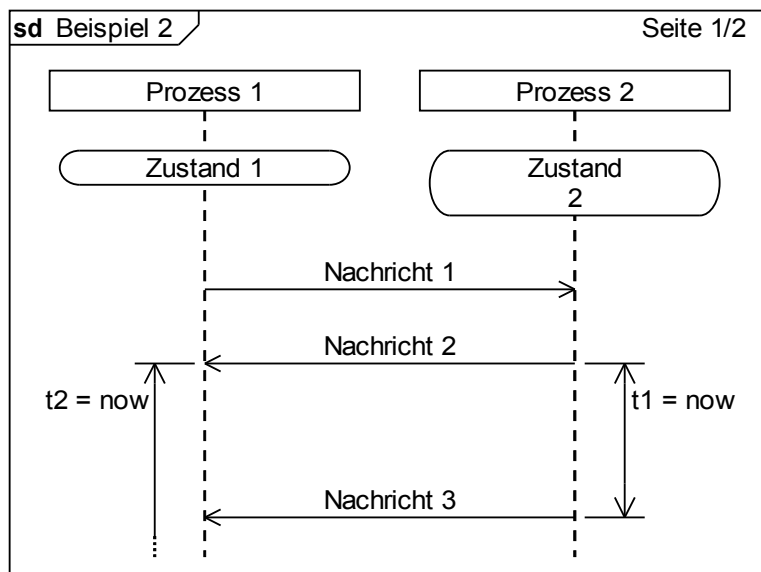 sd Beispiel 2
Seite 1/2
Prozess 1
Prozess 2
Zustand 1
Zustand
2
Nachricht 1
Nachricht 2
t2 = now
t1 = now
Nachricht 3